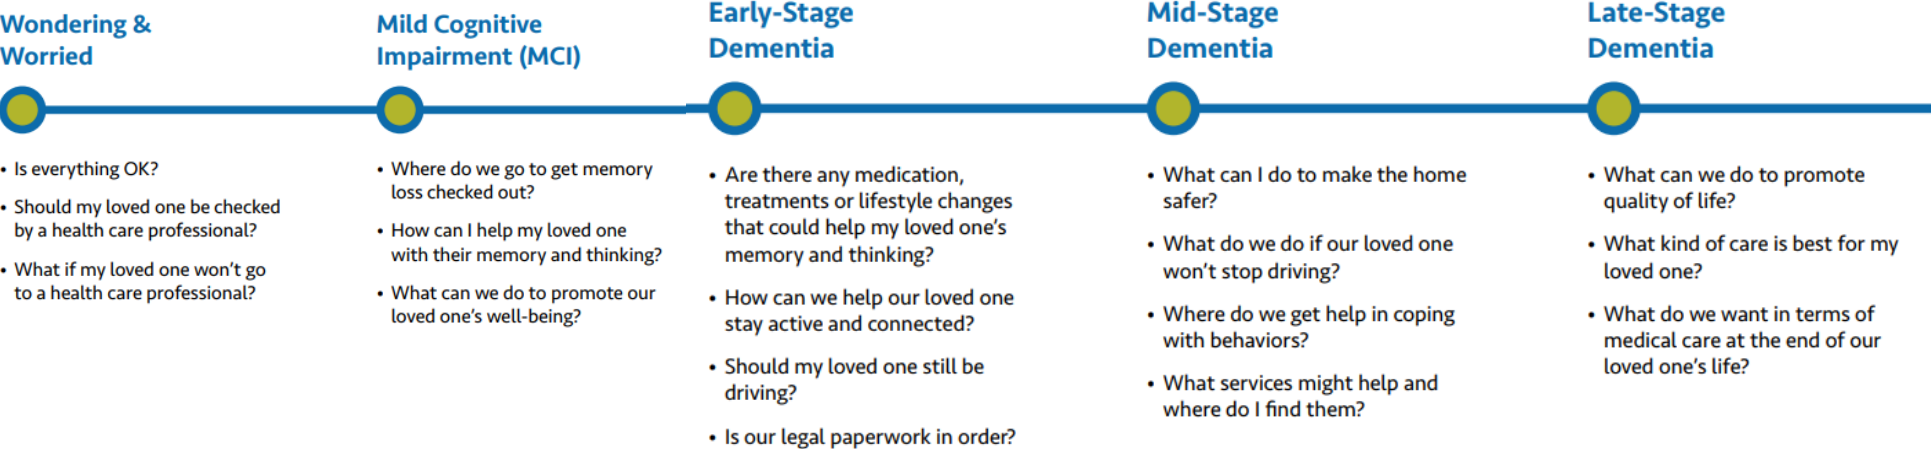 Wondering &
Worried
• Is everything OK?
• Should my loved one be checked
by a health care professional?
• What if my loved one won't go
to a health care professional?
Mild Cognitive
Impairment (MCI)
• Where do we go to get memory
loss checked out?
• How can I help my loved one
with their memory and thinking?
• What can we do to promote our
loved one's well-being?
Early-Stage
Dementia
• Are there any medication,
treatments or lifestyle changes
that could help my loved one's
memory and thinking?
• How can we help our loved one
stay active and connected?
• Should my loved one still be
driving?
• Is our legal paperwork in order?
Mid-Stage
Dementia
• What can I do to make the home
safer?
• What do we do if our loved one
won't stop driving?
• Where do we get help in coping
with behaviors?
• What services might help and
where do I find them?
Late-Stage
Dementia
• What can we do to promote
quality of life?
• What kind of care is best for my
loved one?
• What do we want in terms of
medical care at the end of our
loved one's life?